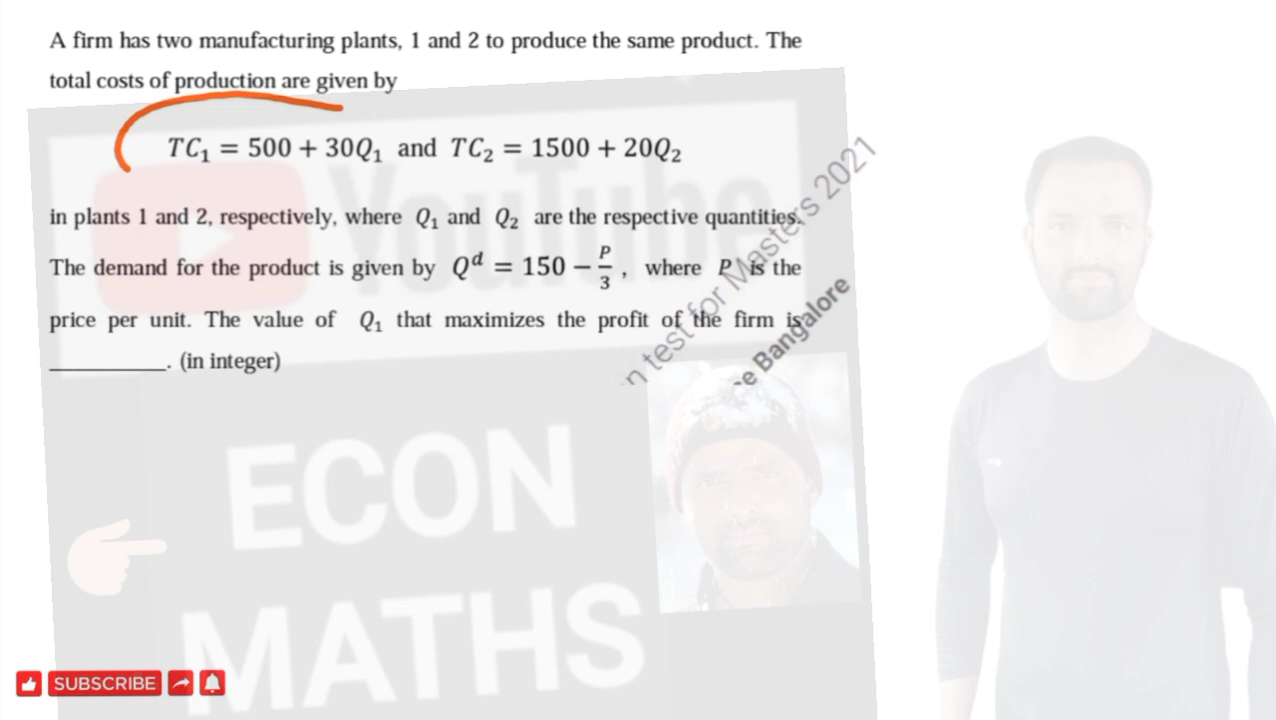 A firm has two manufacturing plants, 1 and 2 to produce the same product. The
total costs of production are given by
TC₁ = 500 + 30Q₁ and TC₂ = 1500 + 20Q₂
in plants 1 and 2, respectively, where Q₁ and Q₂ are the respective quantities.
The demand for the product is given by Qᵈ = 150 − P/3 , where P is the
price per unit. The value of Q₁ that maximizes the profit of the firm is
__________. (in integer)
n test for Masters 2021
e Bangalore
YouTube
ECON
MATHS
SUBSCRIBE